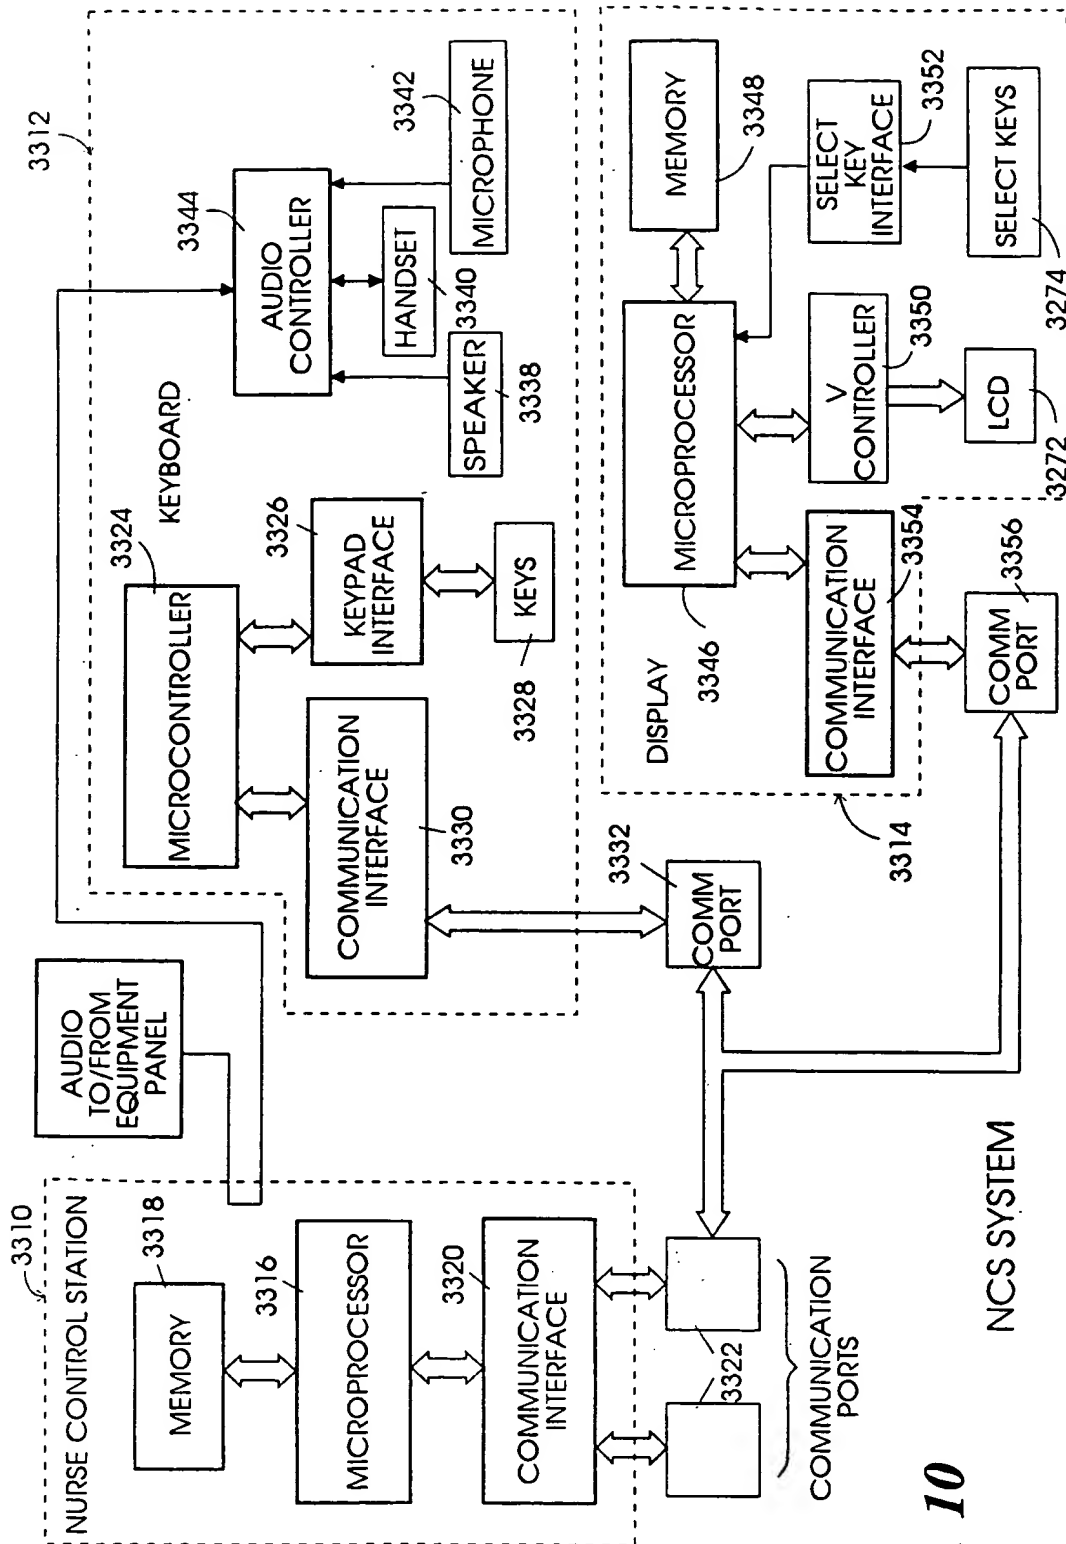 3310
NURSE CONTROL STATION
MEMORY
3318
3316
MICROPROCESSOR
3320
COMMUNICATION
INTERFACE
3322
COMMUNICATION
PORTS
AUDIO
TO/FROM
EQUIPMENT
PANEL
3312
KEYBOARD
3324
MICROCONTROLLER
3326
KEYPAD
INTERFACE
KEYS
3328
COMMUNICATION
INTERFACE
3330
3332
COMM
PORT
3344
AUDIO
CONTROLLER
SPEAKER
3338
HANDSET
3340
MICROPHONE
3342
DISPLAY
3314
3346
MICROPROCESSOR
MEMORY
3348
COMMUNICATION
INTERFACE
3354
V
CONTROLLER
3350
SELECT
KEY
INTERFACE
3352
COMM
PORT
3356
LCD
3272
SELECT KEYS
3274
NCS SYSTEM
10